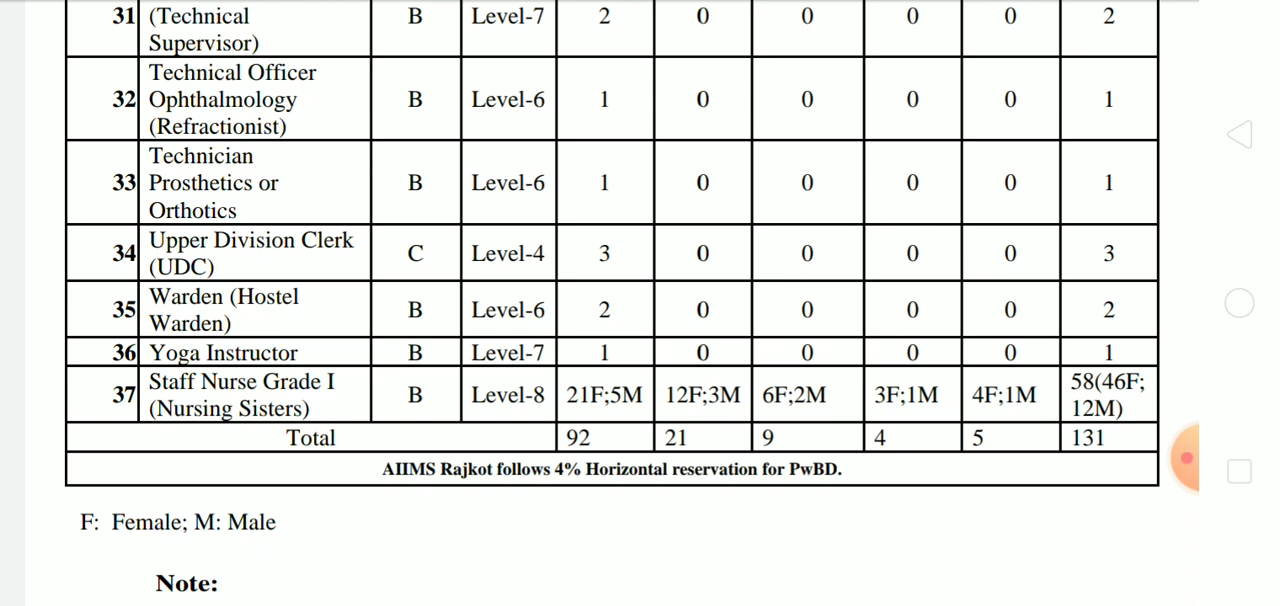 31 (Technical Supervisor) B Level-7 2 0 0 0 0 2
32 Technical Officer Ophthalmology (Refractionist) B Level-6 1 0 0 0 0 1
33 Technician Prosthetics or Orthotics B Level-6 1 0 0 0 0 1
34 Upper Division Clerk (UDC) C Level-4 3 0 0 0 0 3
35 Warden (Hostel Warden) B Level-6 2 0 0 0 0 2
36 Yoga Instructor B Level-7 1 0 0 0 0 1
37 Staff Nurse Grade I (Nursing Sisters) B Level-8 21F;5M 12F;3M 6F;2M 3F;1M 4F;1M 58(46F; 12M)
Total 92 21 9 4 5 131
AIIMS Rajkot follows 4% Horizontal reservation for PwBD.
F: Female; M: Male
Note: